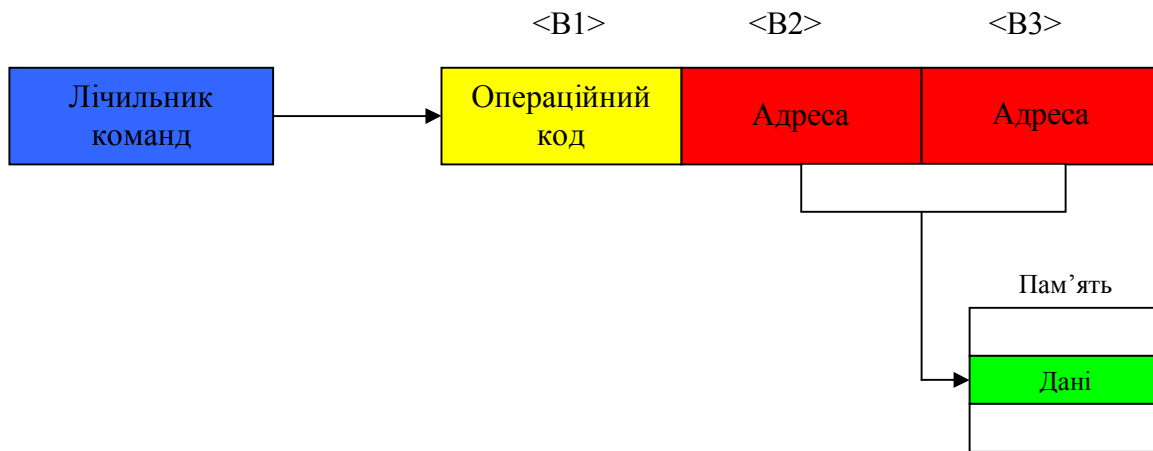 <B1> <B2> <B3>
Лічильник
команд
Операційний
код
Адреса
Адреса
Пам’ять
Дані